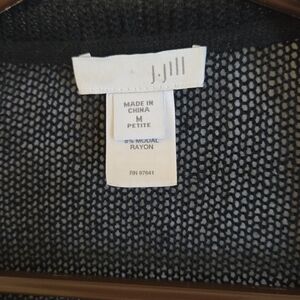 J.Jill
MADE IN
CHINA
M
PETITE
MODAL
RAYON
RN 97641